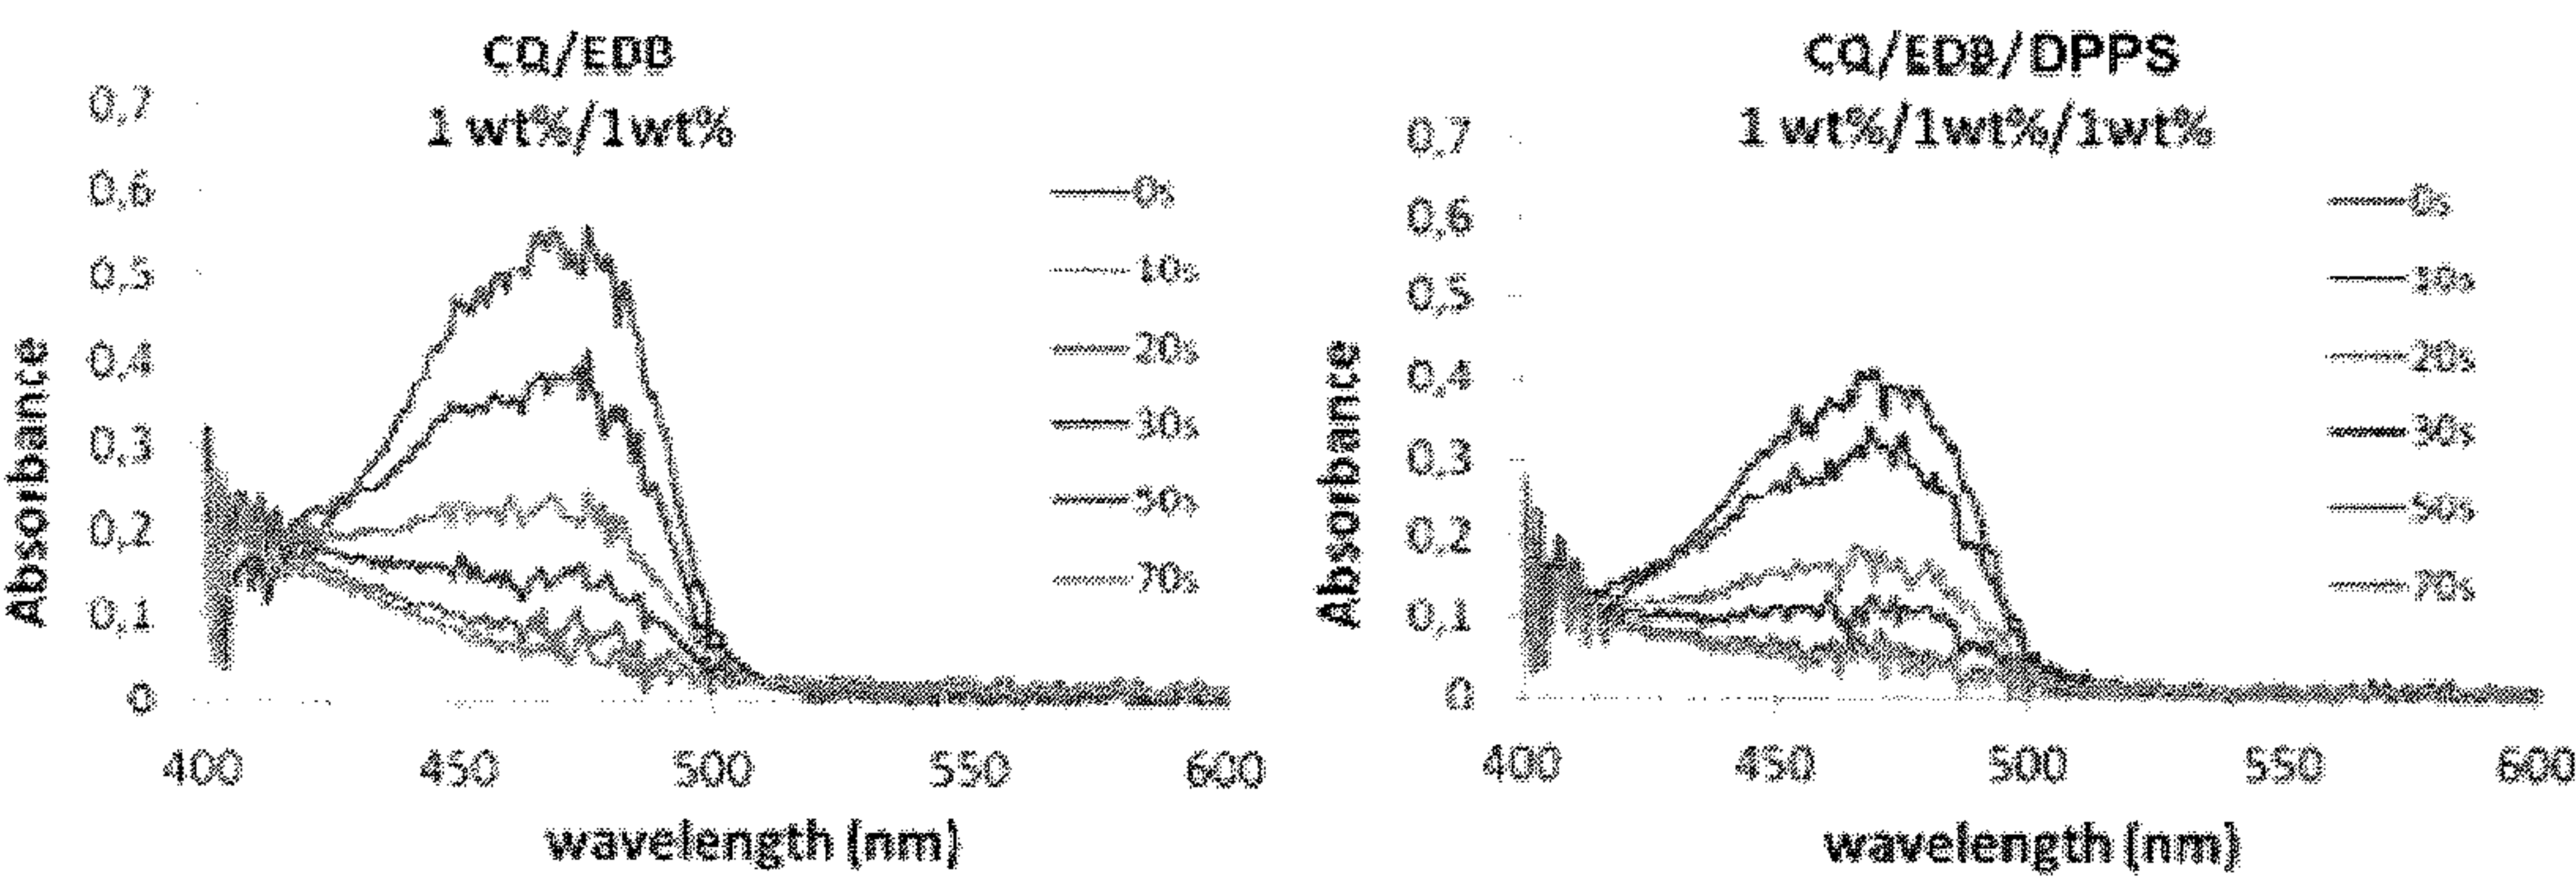 CQ/EDB
1 wt%/1wt%
0,7
0,6
0,5
0,4
0,3
0,2
0,1
0
Absorbance
400 450 500 550 600
wavelength (nm)
0s
10s
20s
30s
50s
70s
CQ/EDB/DPPS
1 wt%/1wt%/1wt%
0,7
0,6
0,5
0,4
0,3
0,2
0,1
0
Absorbance
400 450 500 550 600
wavelength (nm)
0s
10s
20s
30s
50s
70s